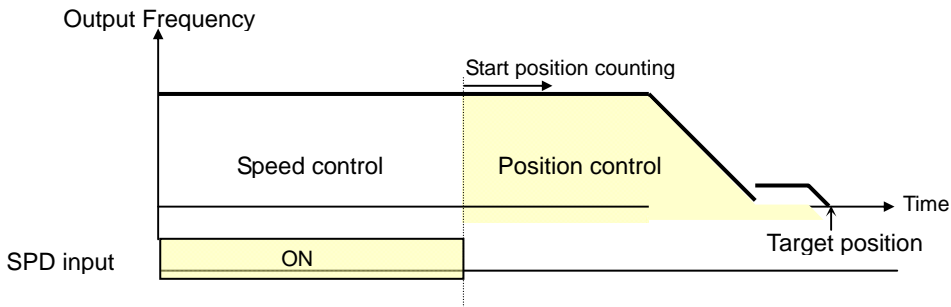 Output Frequency
Start position counting
Speed control
Position control
Time
Target position
SPD input
ON